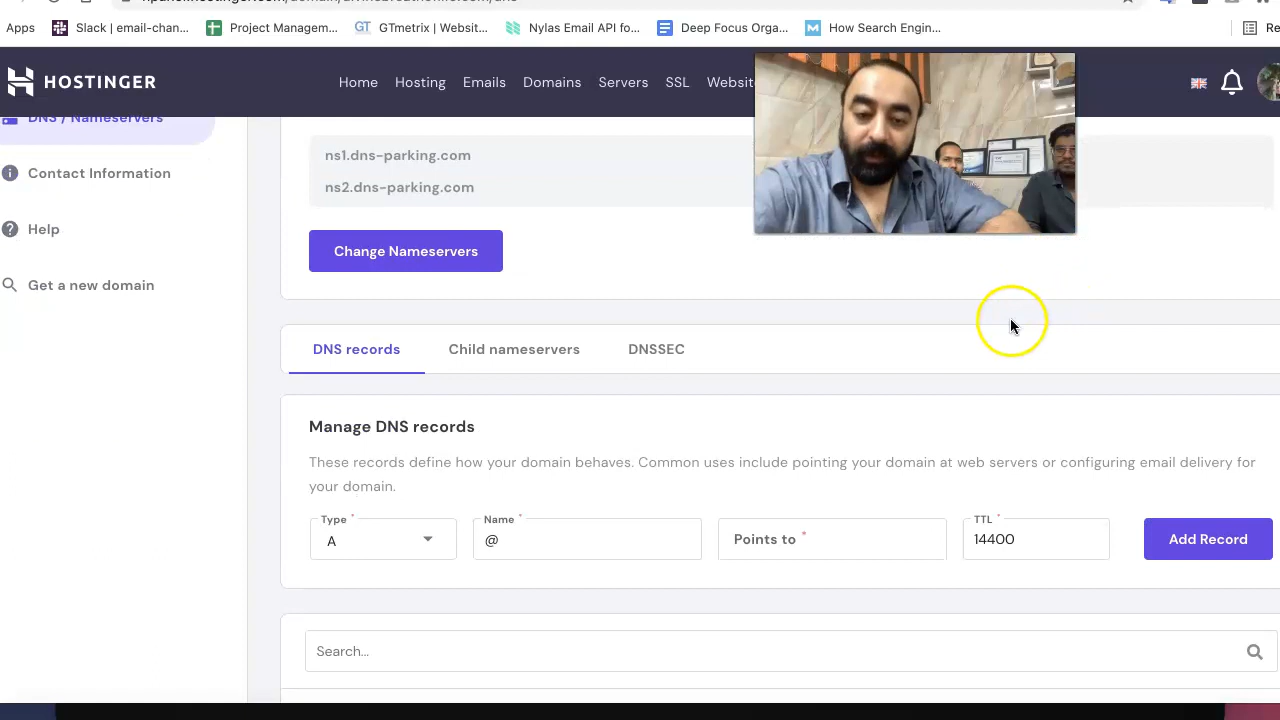 Apps
Slack | email-chan...
Project Managem...
GTmetrix | Websit...
Nylas Email API fo...
Deep Focus Orga...
How Search Engin...
Re
HOSTINGER
Home
Hosting
Emails
Domains
Servers
SSL
Websit
DNS / Nameservers
Contact Information
Help
Get a new domain
ns1.dns-parking.com
ns2.dns-parking.com
Change Nameservers
DNS records
Child nameservers
DNSSEC
Manage DNS records
These records define how your domain behaves. Common uses include pointing your domain at web servers or configuring email delivery for
your domain.
Type *
A
Name *
@
Points to *
TTL *
14400
Add Record
Search...